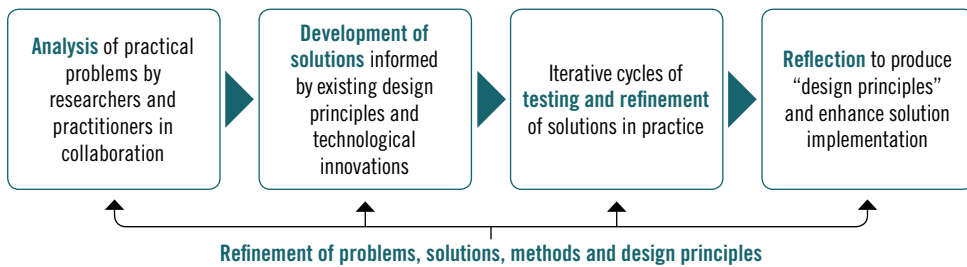 Analysis of practical
problems by
researchers and
practitioners in
collaboration
Development of
solutions informed
by existing design
principles and
technological
innovations
Iterative cycles of
testing and refinement
of solutions in practice
Reflection to produce
“design principles”
and enhance solution
implementation
Refinement of problems, solutions, methods and design principles